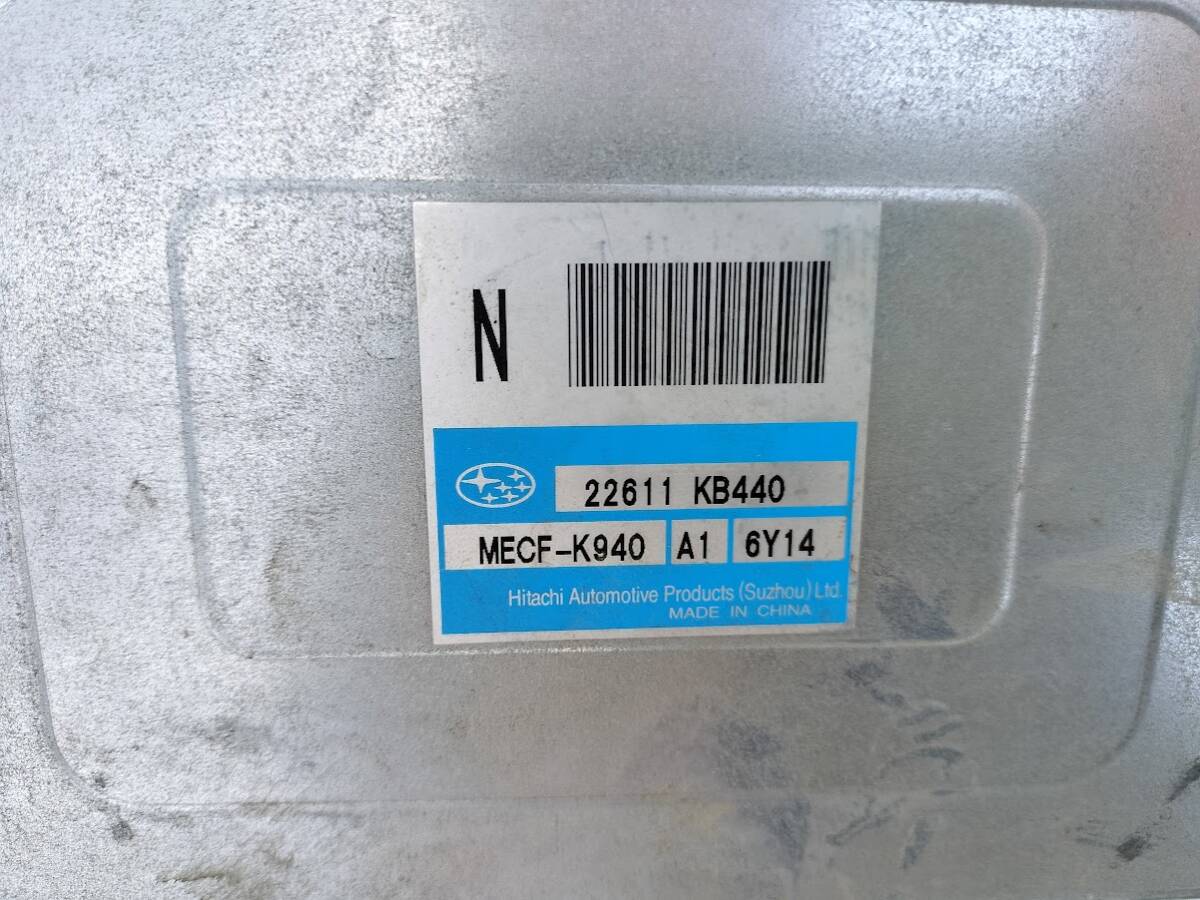 N
22611 KB440
MECF-K940 A1 6Y14
Hitachi Automotive Products (Suzhou) Ltd.
MADE IN CHINA